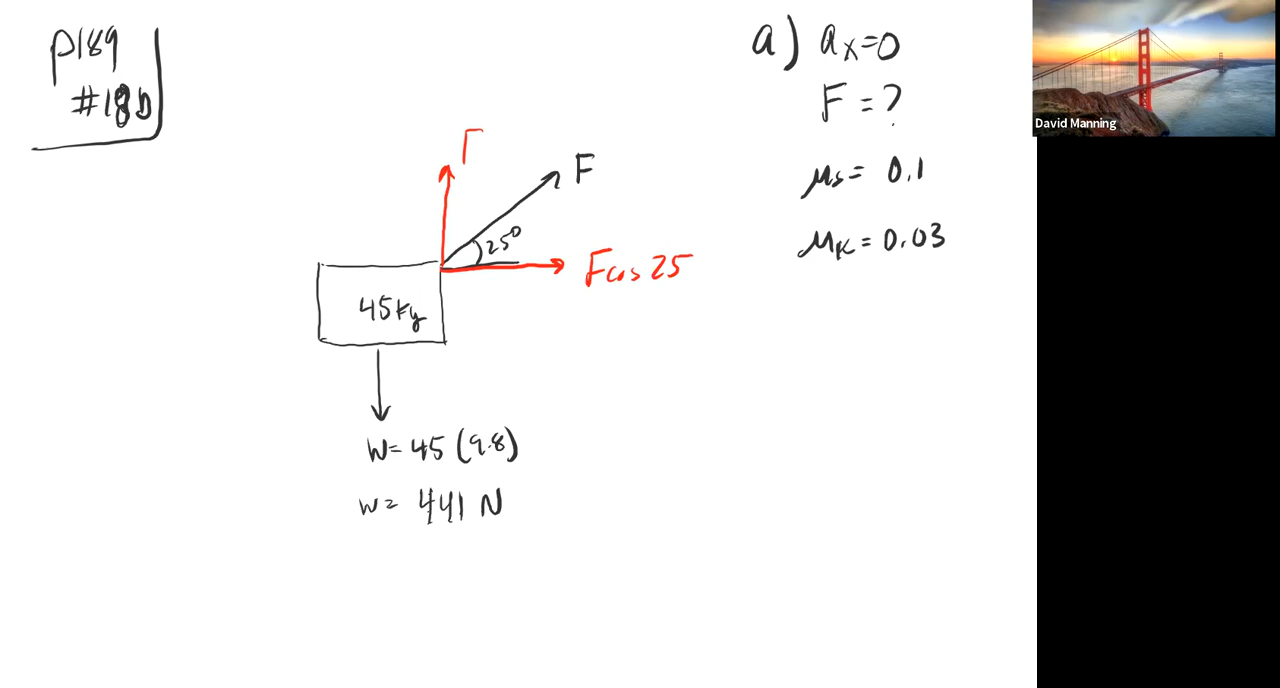 p189
#18b
a) ax=0
F = ?
μs = 0.1
μk = 0.03
David Manning
F
25°
Fcos 25
45kg
W= 45 (9.8)
w= 441 N